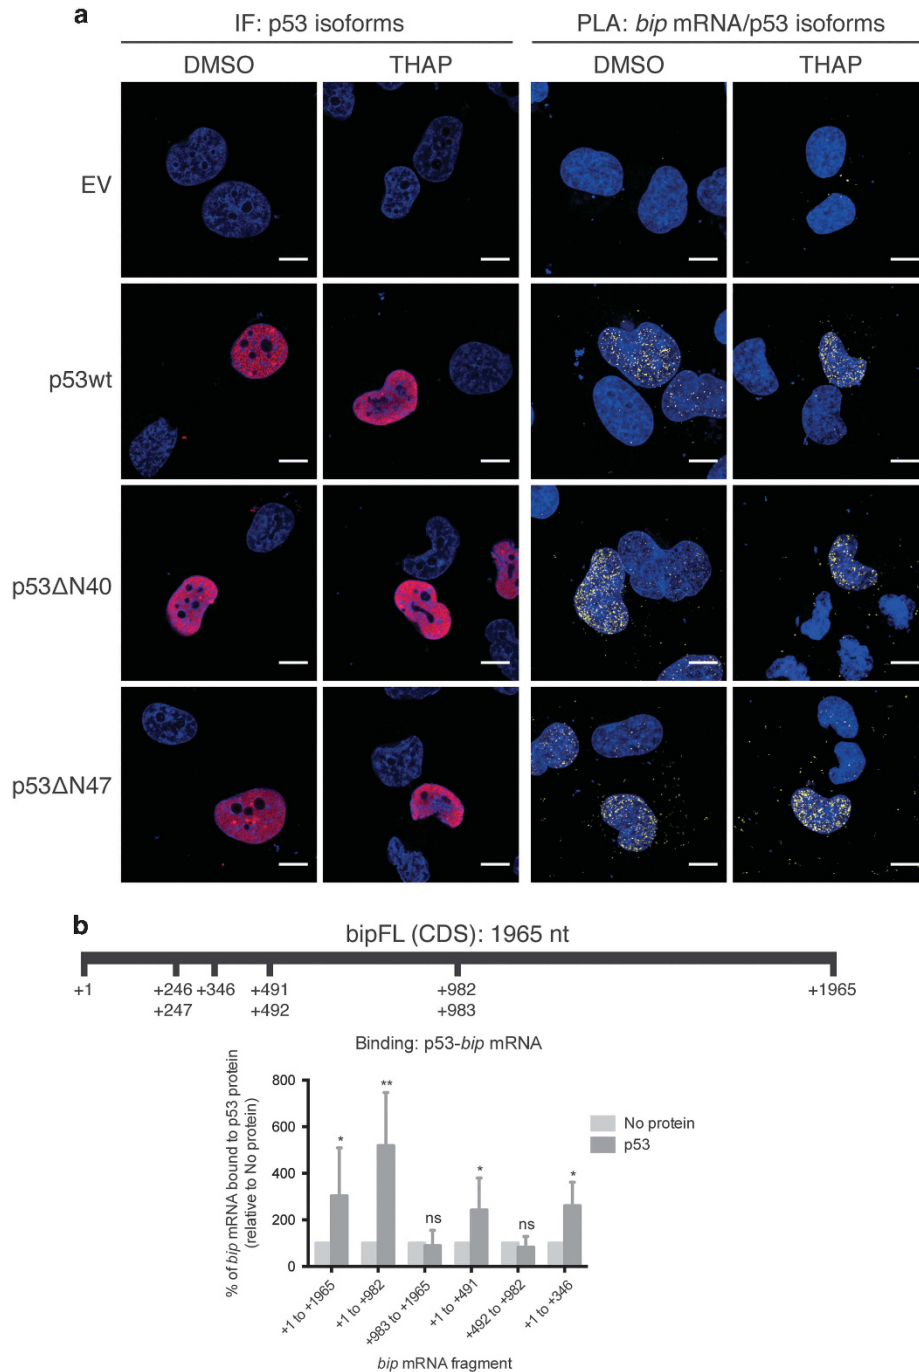 a
IF: p53 isoforms
PLA: bip mRNA/p53 isoforms
DMSO
THAP
DMSO
THAP
EV
p53wt
p53ΔN40
p53ΔN47
b
bipFL (CDS): 1965 nt
+1
+246
+346
+491
+982
+1965
+247
+492
+983
Binding: p53-bip mRNA
% of bip mRNA bound to p53 protein
(relative to No protein)
800
600
400
200
0
*
**
ns
*
ns
*
No protein
p53
+1 to +1965
+1 to +982
+983 to +1965
+1 to +491
+492 to +982
+1 to +346
bip mRNA fragment